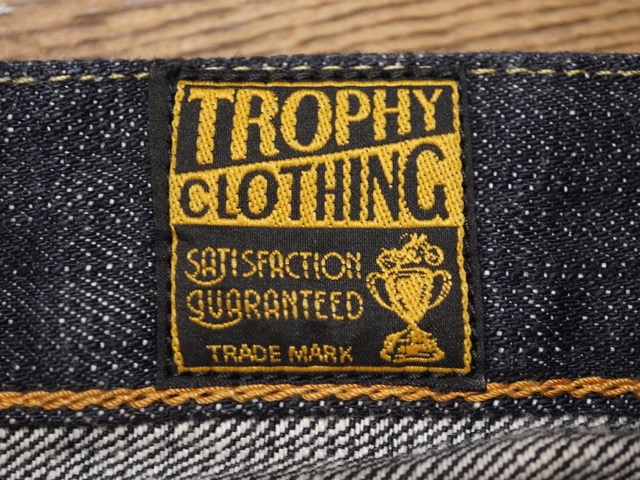 TROPHY
CLOTHING
SATISFACTION
GUARANTEED
TRADE MARK